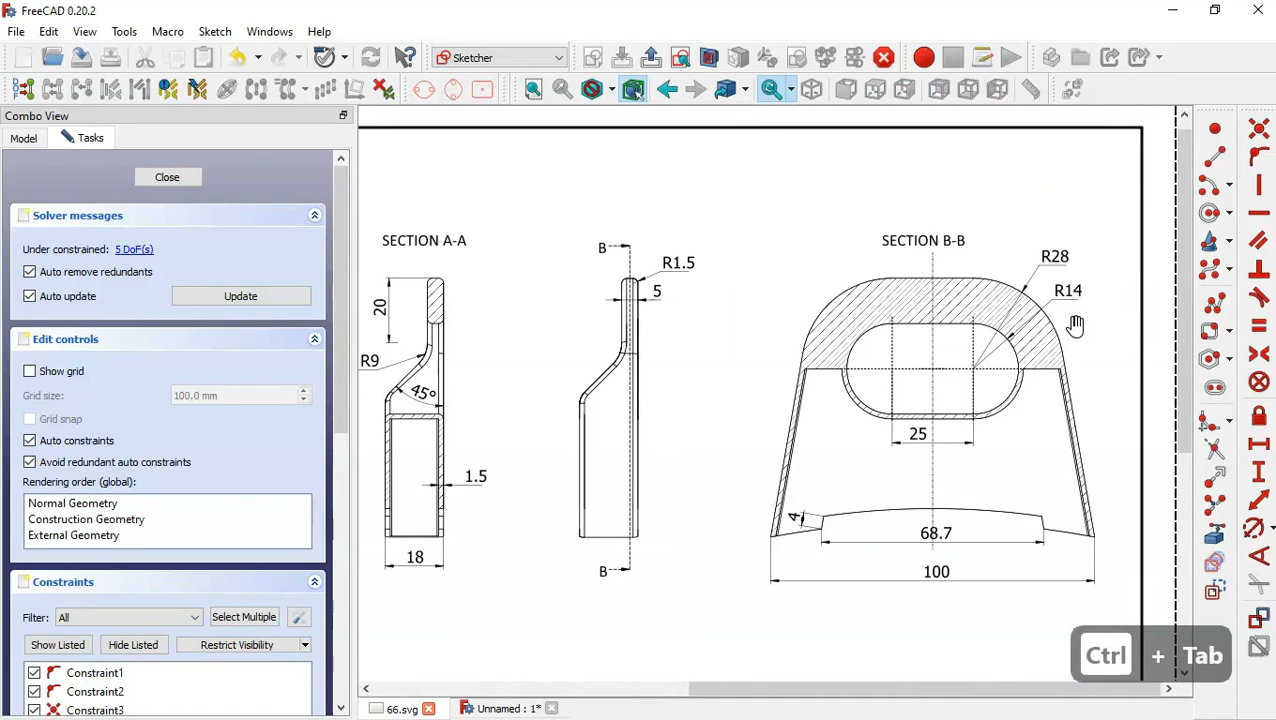 FreeCAD 0.20.2
File Edit View Tools Macro Sketch Windows Help
Sketcher
Combo View
Model Tasks
Close
Solver messages
Under constrained: 5 DoF(s)
Auto remove redundants
Auto update Update
Edit controls
Show grid
Grid size: 100.0 mm
Grid snap
Auto constraints
Avoid redundant auto constraints
Rendering order (global):
Normal Geometry
Construction Geometry
External Geometry
Constraints
Filter: All Select Multiple
Show Listed Hide Listed Restrict Visibility
Constraint1
Constraint2
Constraint3
SECTION A-A
20
R9
45°
1.5
18
B
R1.5
5
B
SECTION B-B
R28
R14
25
4
68.7
100
Ctrl + Tab
66.svg Unnamed : 1*